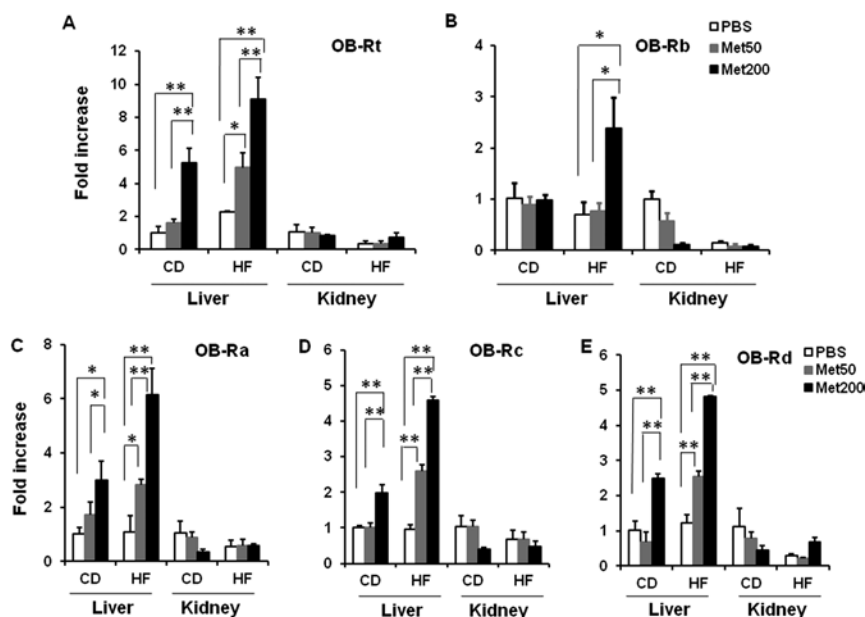 A
OB-Rt
Fold increase
12
10
8
6
4
2
0
**
**
**
**
*
CD
HF
CD
HF
Liver
Kidney
B
OB-Rb
PBS
Met50
Met200
4
3
2
1
0
*
*
CD
HF
CD
HF
Liver
Kidney
C
OB-Ra
Fold increase
8
6
4
2
0
*
*
**
**
*
CD
HF
CD
HF
Liver
Kidney
D
OB-Rc
6
5
4
3
2
1
0
**
**
**
**
**
CD
HF
CD
HF
Liver
Kidney
E
OB-Rd
PBS
Met50
Met200
6
5
4
3
2
1
0
**
**
**
**
**
CD
HF
CD
HF
Liver
Kidney